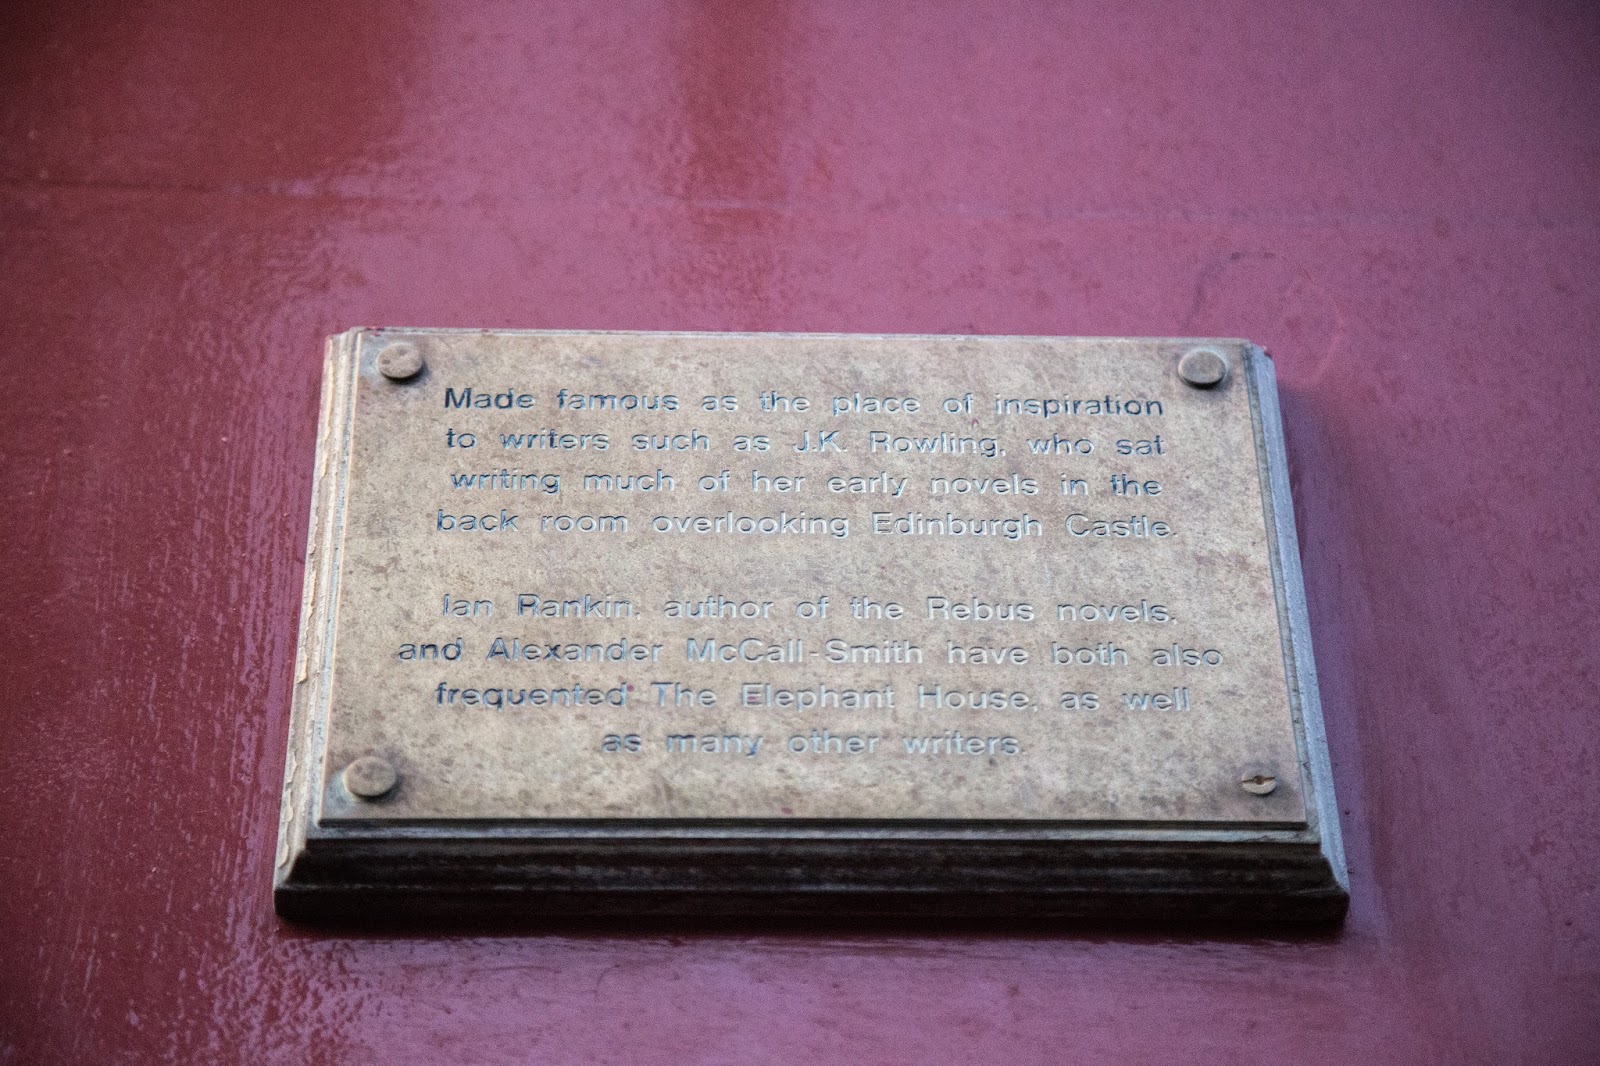 Made famous as the place of inspiration
to writers such as J.K. Rowling, who sat
writing much of her early novels in the
back room overlooking Edinburgh Castle.
Ian Rankin, author of the Rebus novels,
and Alexander McCall-Smith have both also
frequented The Elephant House, as well
as many other writers.